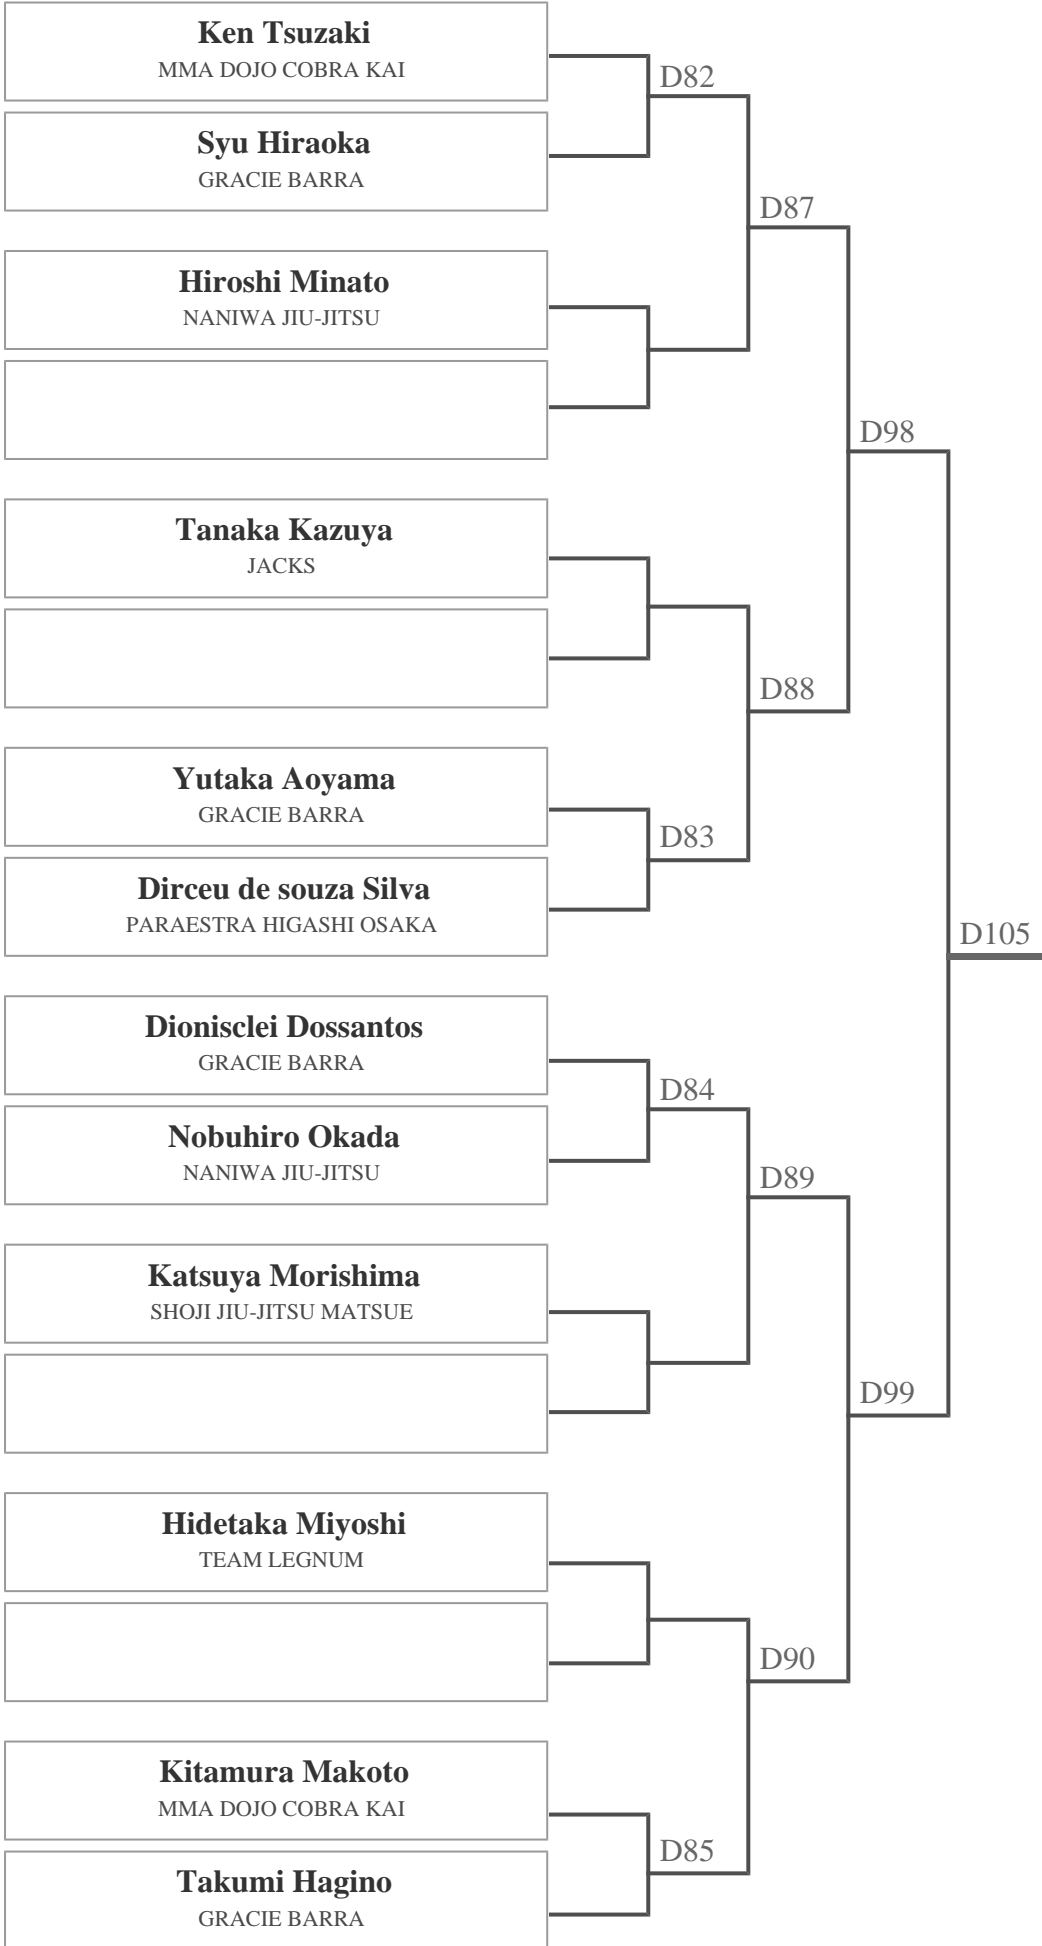 Ken Tsuzaki
MMA DOJO COBRA KAI
D82
Syu Hiraoka
GRACIE BARRA
D87
Hiroshi Minato
NANIWA JIU-JITSU
D98
Tanaka Kazuya
JACKS
D88
Yutaka Aoyama
GRACIE BARRA
D83
Dirceu de souza Silva
PARAESTRA HIGASHI OSAKA
D105
Dionisclei Dossantos
GRACIE BARRA
D84
Nobuhiro Okada
NANIWA JIU-JITSU
D89
Katsuya Morishima
SHOJI JIU-JITSU MATSUE
D99
Hidetaka Miyoshi
TEAM LEGNUM
D90
Kitamura Makoto
MMA DOJO COBRA KAI
D85
Takumi Hagino
GRACIE BARRA